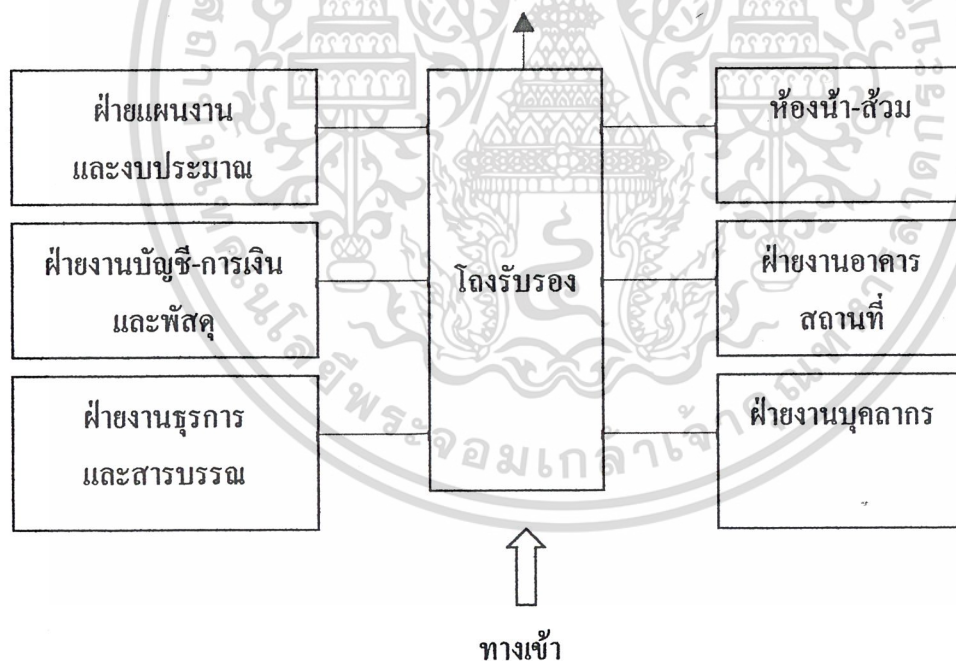 ฝ่ายแผนงาน
และงบประมาณ
ห้องน้ำ-ส้วม
ฝ่ายงานบัญชี-การเงิน
และพัสดุ
โถงรับรอง
ฝ่ายงานอาคาร
สถานที่
ฝ่ายงานธุรการ
และสารบรรณ
ฝ่ายงานบุคลากร
ทางเข้า